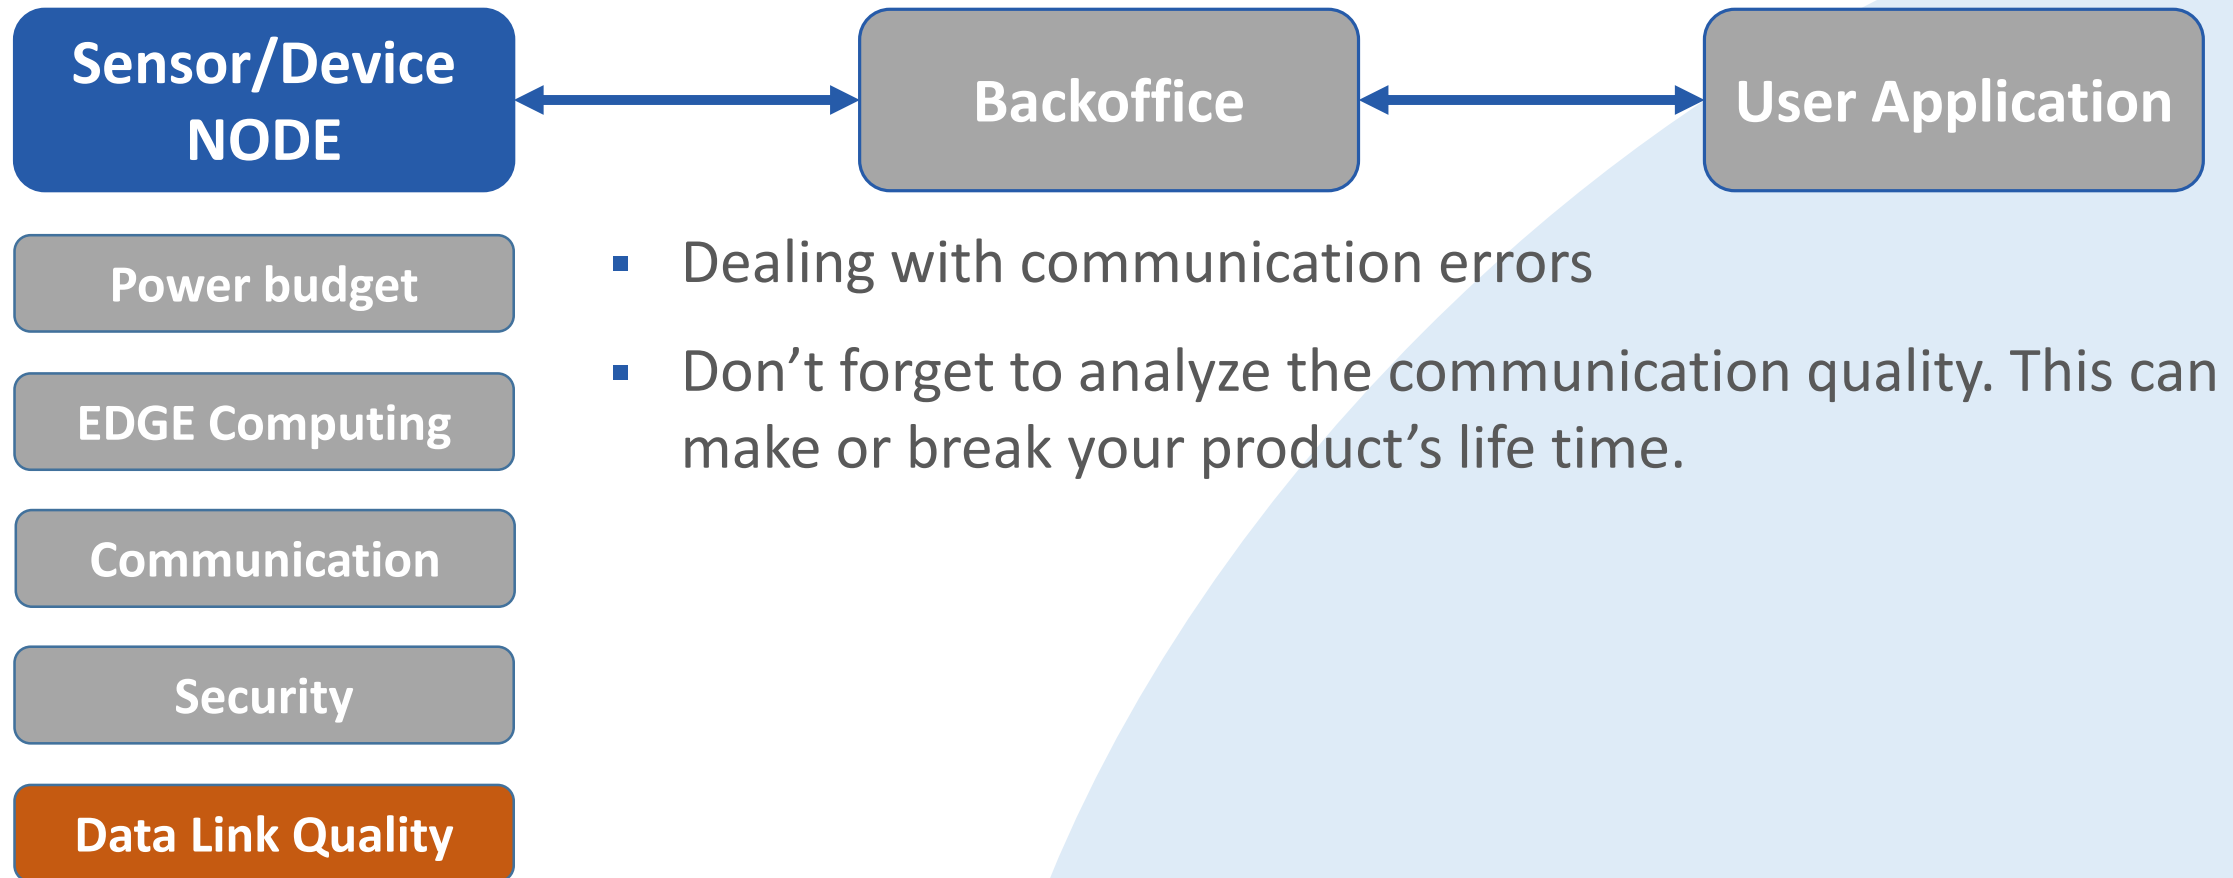 Sensor/Device
NODE
Backoffice
User Application
Power budget
EDGE Computing
Communication
Security
Data Link Quality
▪ Dealing with communication errors
▪ Don’t forget to analyze the communication quality. This can
make or break your product’s life time.